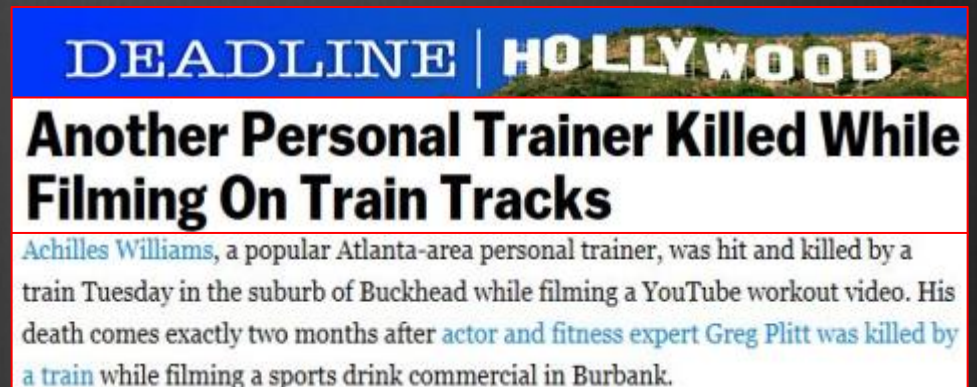 DEADLINE | HOLLYWOOD
Another Personal Trainer Killed While
Filming On Train Tracks
Achilles Williams, a popular Atlanta-area personal trainer, was hit and killed by a
train Tuesday in the suburb of Buckhead while filming a YouTube workout video. His
death comes exactly two months after actor and fitness expert Greg Plitt was killed by
a train while filming a sports drink commercial in Burbank.